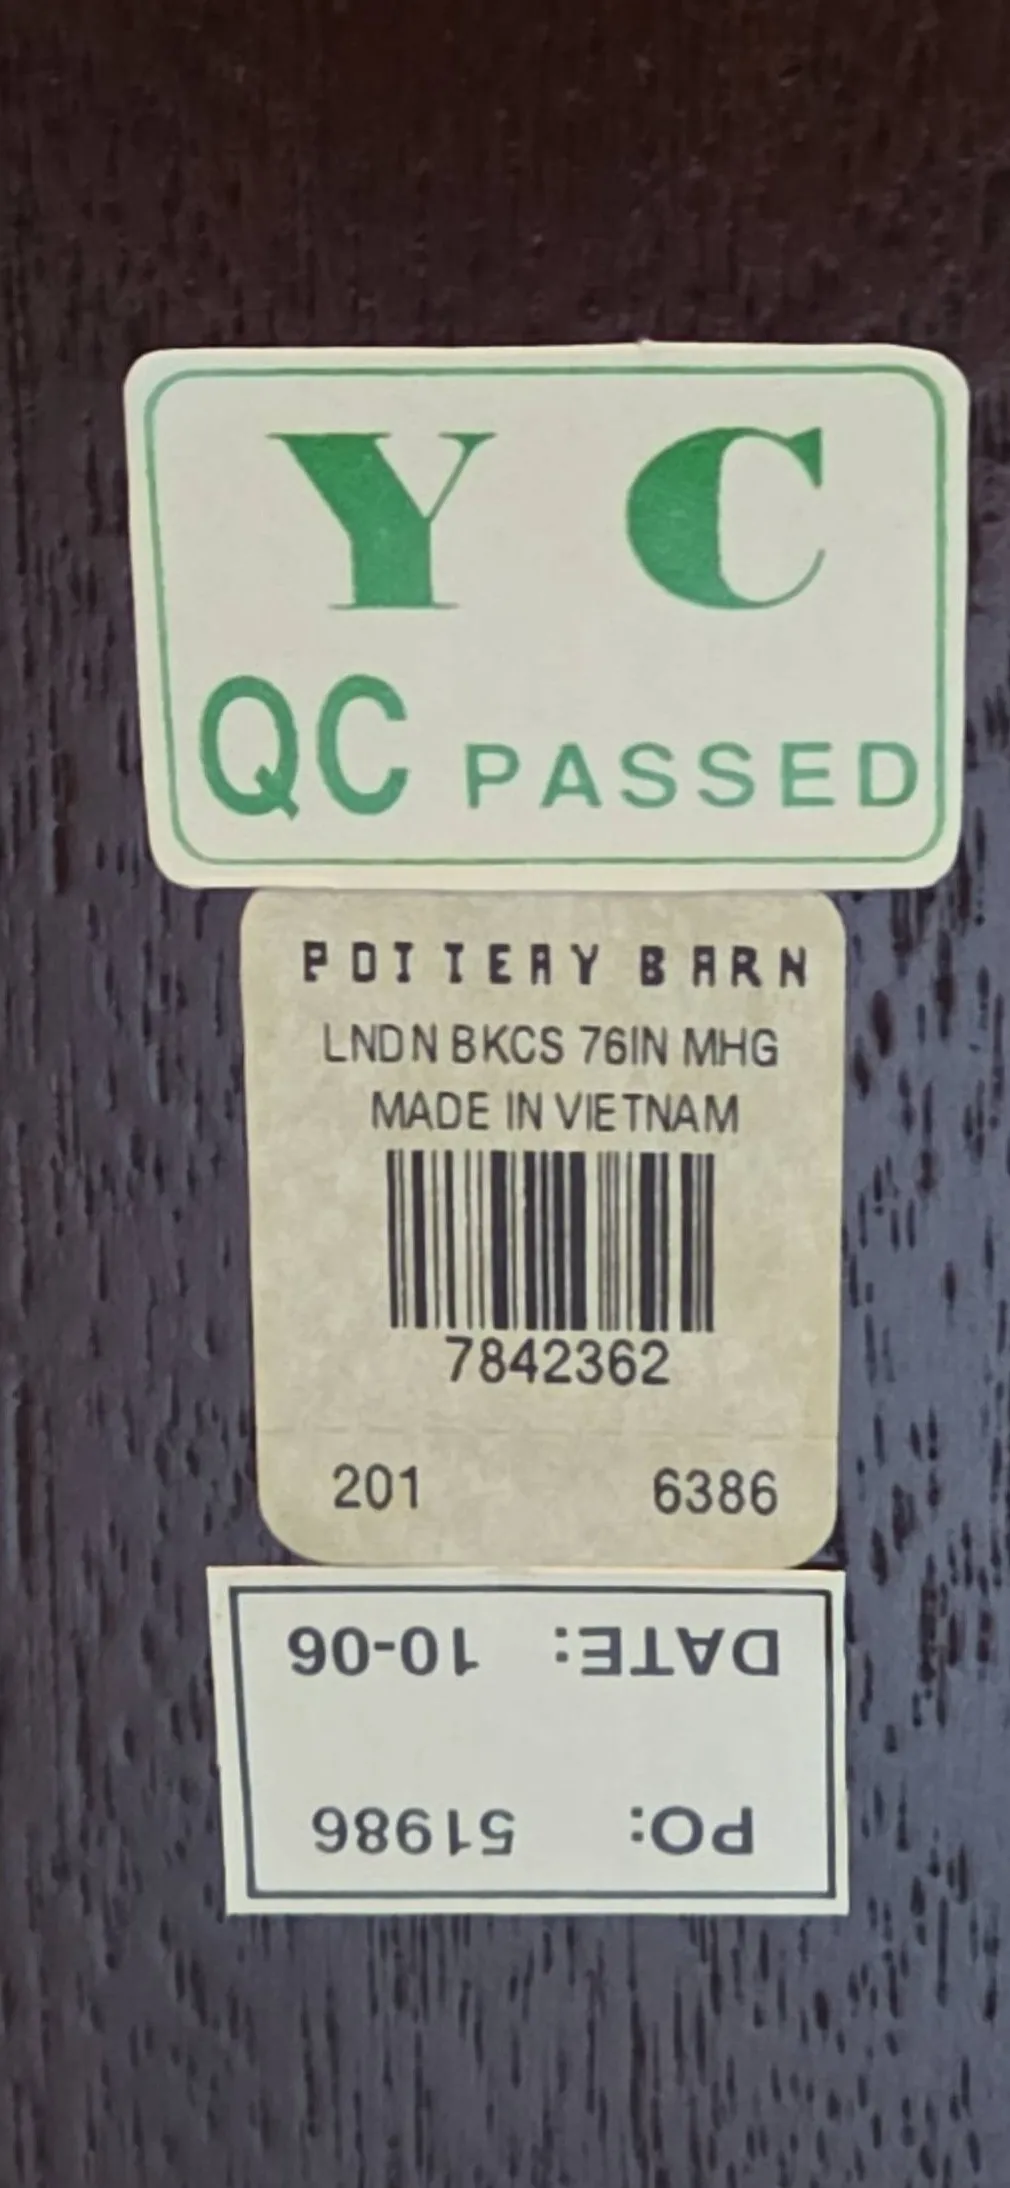 Y C
QC PASSED
POTTERY BARN
LNDN BKCS 76IN MHG
MADE IN VIETNAM
7842362
201 6386
DATE: 10-06
PO: 51986